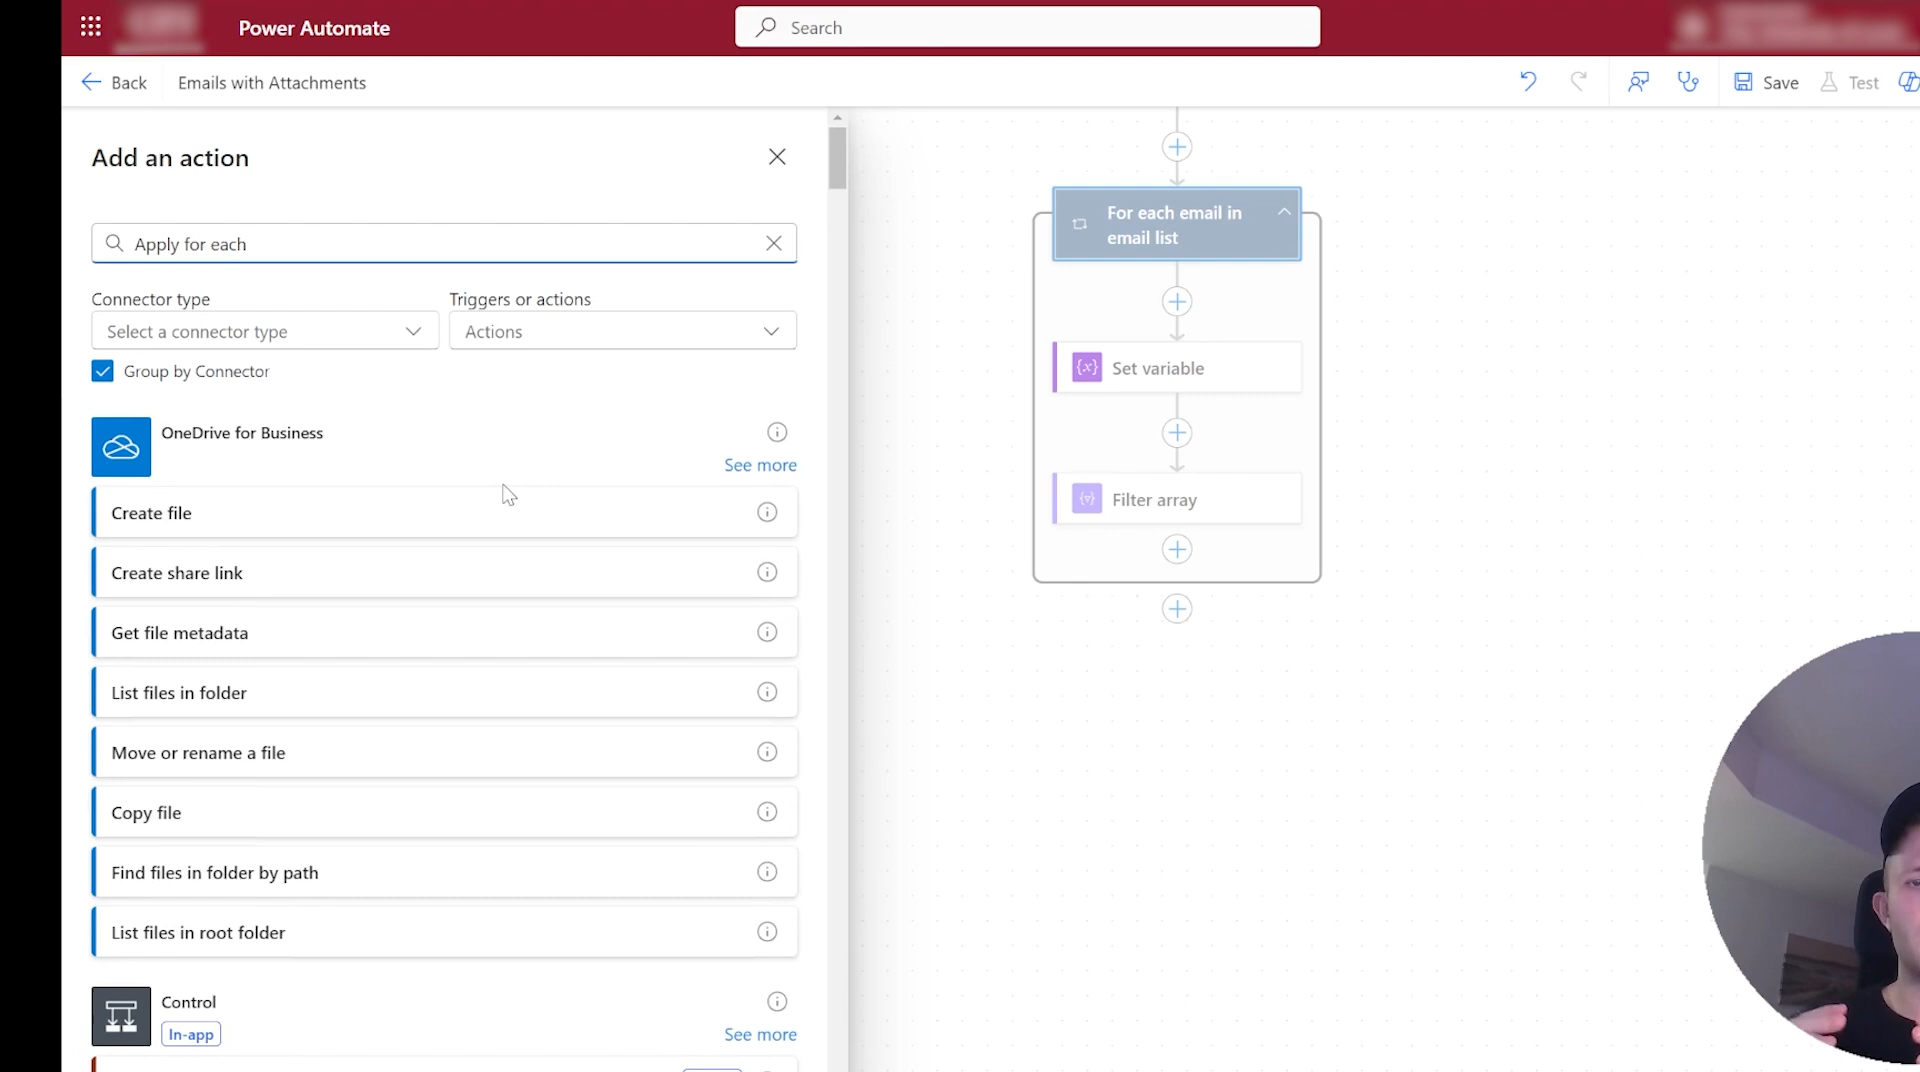 Power Automate
Search
Back
Emails with Attachments
Save
Test
Add an action
Apply for each
Connector type
Triggers or actions
Select a connector type
Actions
Group by Connector
OneDrive for Business
See more
Create file
Create share link
Get file metadata
List files in folder
Move or rename a file
Copy file
Find files in folder by path
List files in root folder
Control
In-app
See more
For each email in
email list
{x} Set variable
Filter array